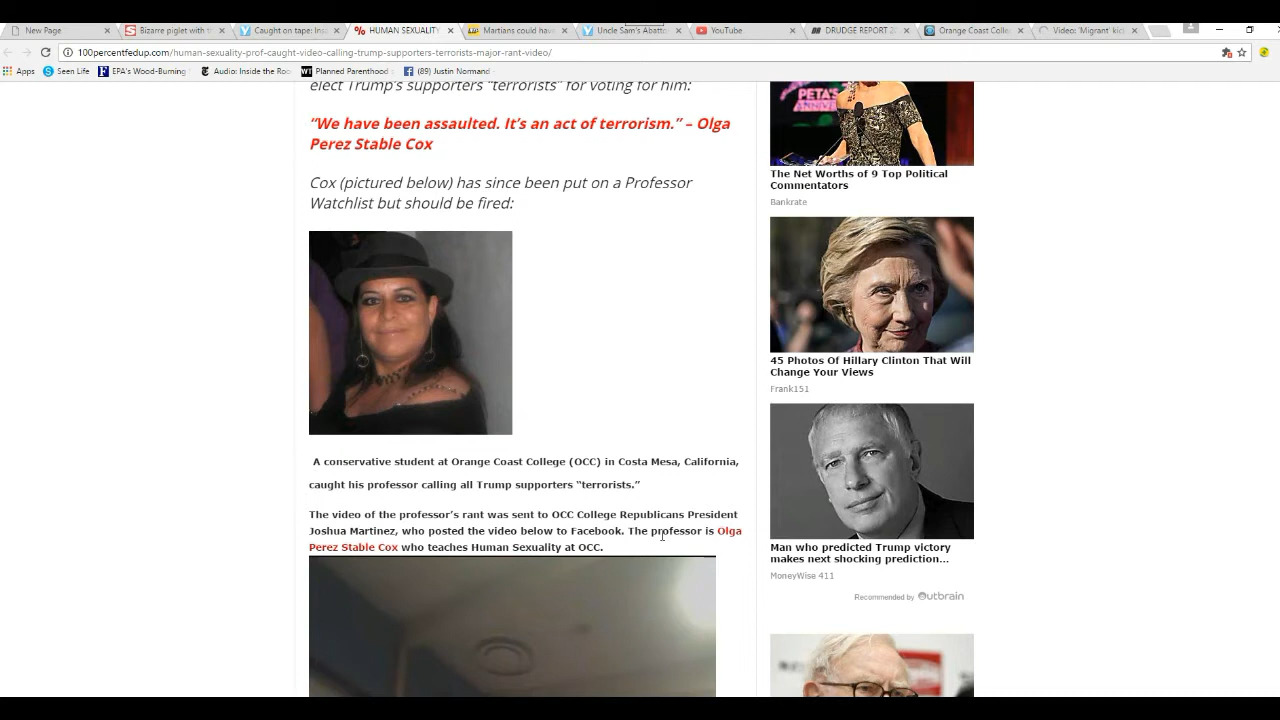 New Page
Bizarre piglet with tr
Caught on tape: Insa
HUMAN SEXUALITY
Martians could have
Uncle Sam's Abatto
YouTube
DRUDGE REPORT 2
Orange Coast Colle
Video: 'Migrant' kick
100percentfedup.com/human-sexuality-prof-caught-video-calling-trump-supporters-terrorists-major-rant-video/
Apps
Seen Life
EPA's Wood-Burning
Audio: Inside the Roo
Planned Parenthood
(89) Justin Normand
elect Trump's supporters "terrorists" for voting for him:
“We have been assaulted. It’s an act of terrorism.” – Olga
Perez Stable Cox
Cox (pictured below) has since been put on a Professor
Watchlist but should be fired:
A conservative student at Orange Coast College (OCC) in Costa Mesa, California,
caught his professor calling all Trump supporters “terrorists.”
The video of the professor’s rant was sent to OCC College Republicans President
Joshua Martinez, who posted the video below to Facebook. The professor is Olga
Perez Stable Cox who teaches Human Sexuality at OCC.
PETA'S
The Net Worths of 9 Top Political
Commentators
Bankrate
45 Photos Of Hillary Clinton That Will
Change Your Views
Frank151
Man who predicted Trump victory
makes next shocking prediction...
MoneyWise 411
Recommended by Outbrain